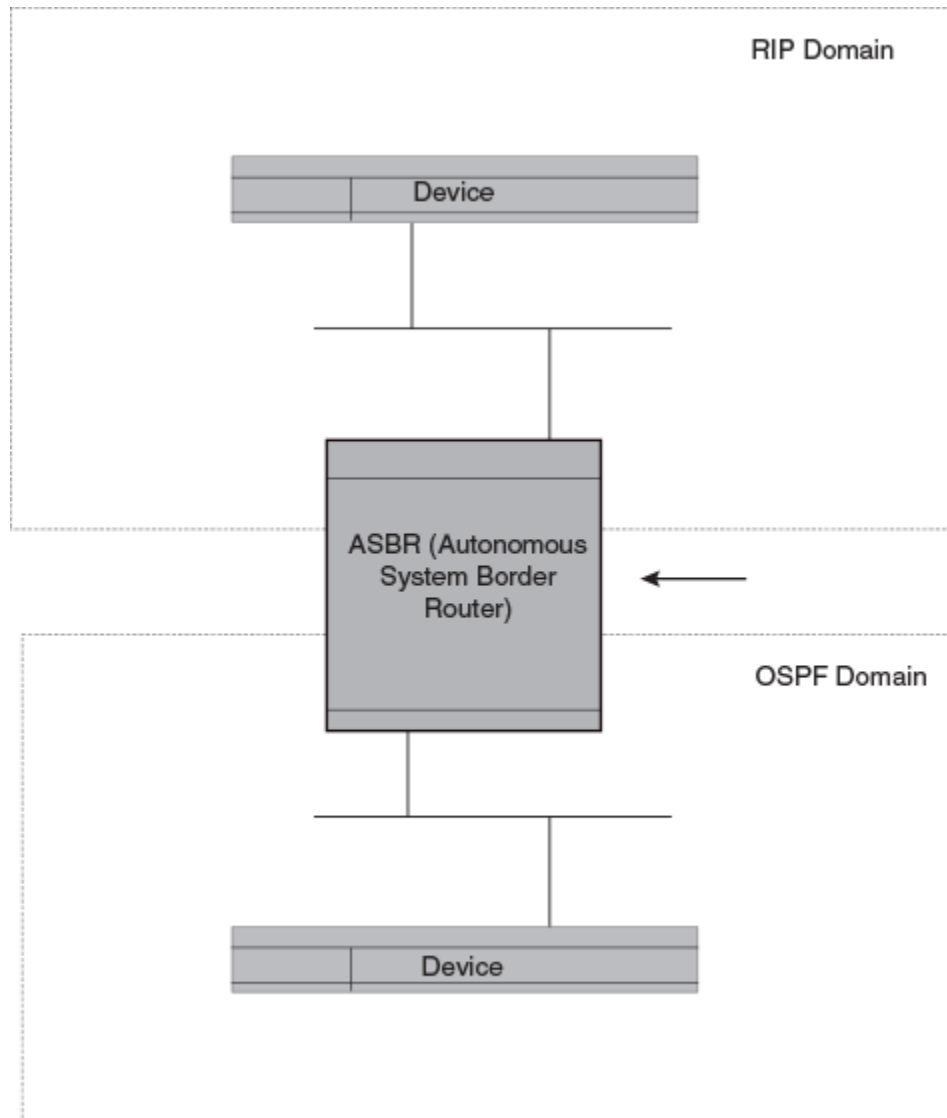 RIP Domain
Device
ASBR (Autonomous
System Border
Router)
OSPF Domain
Device